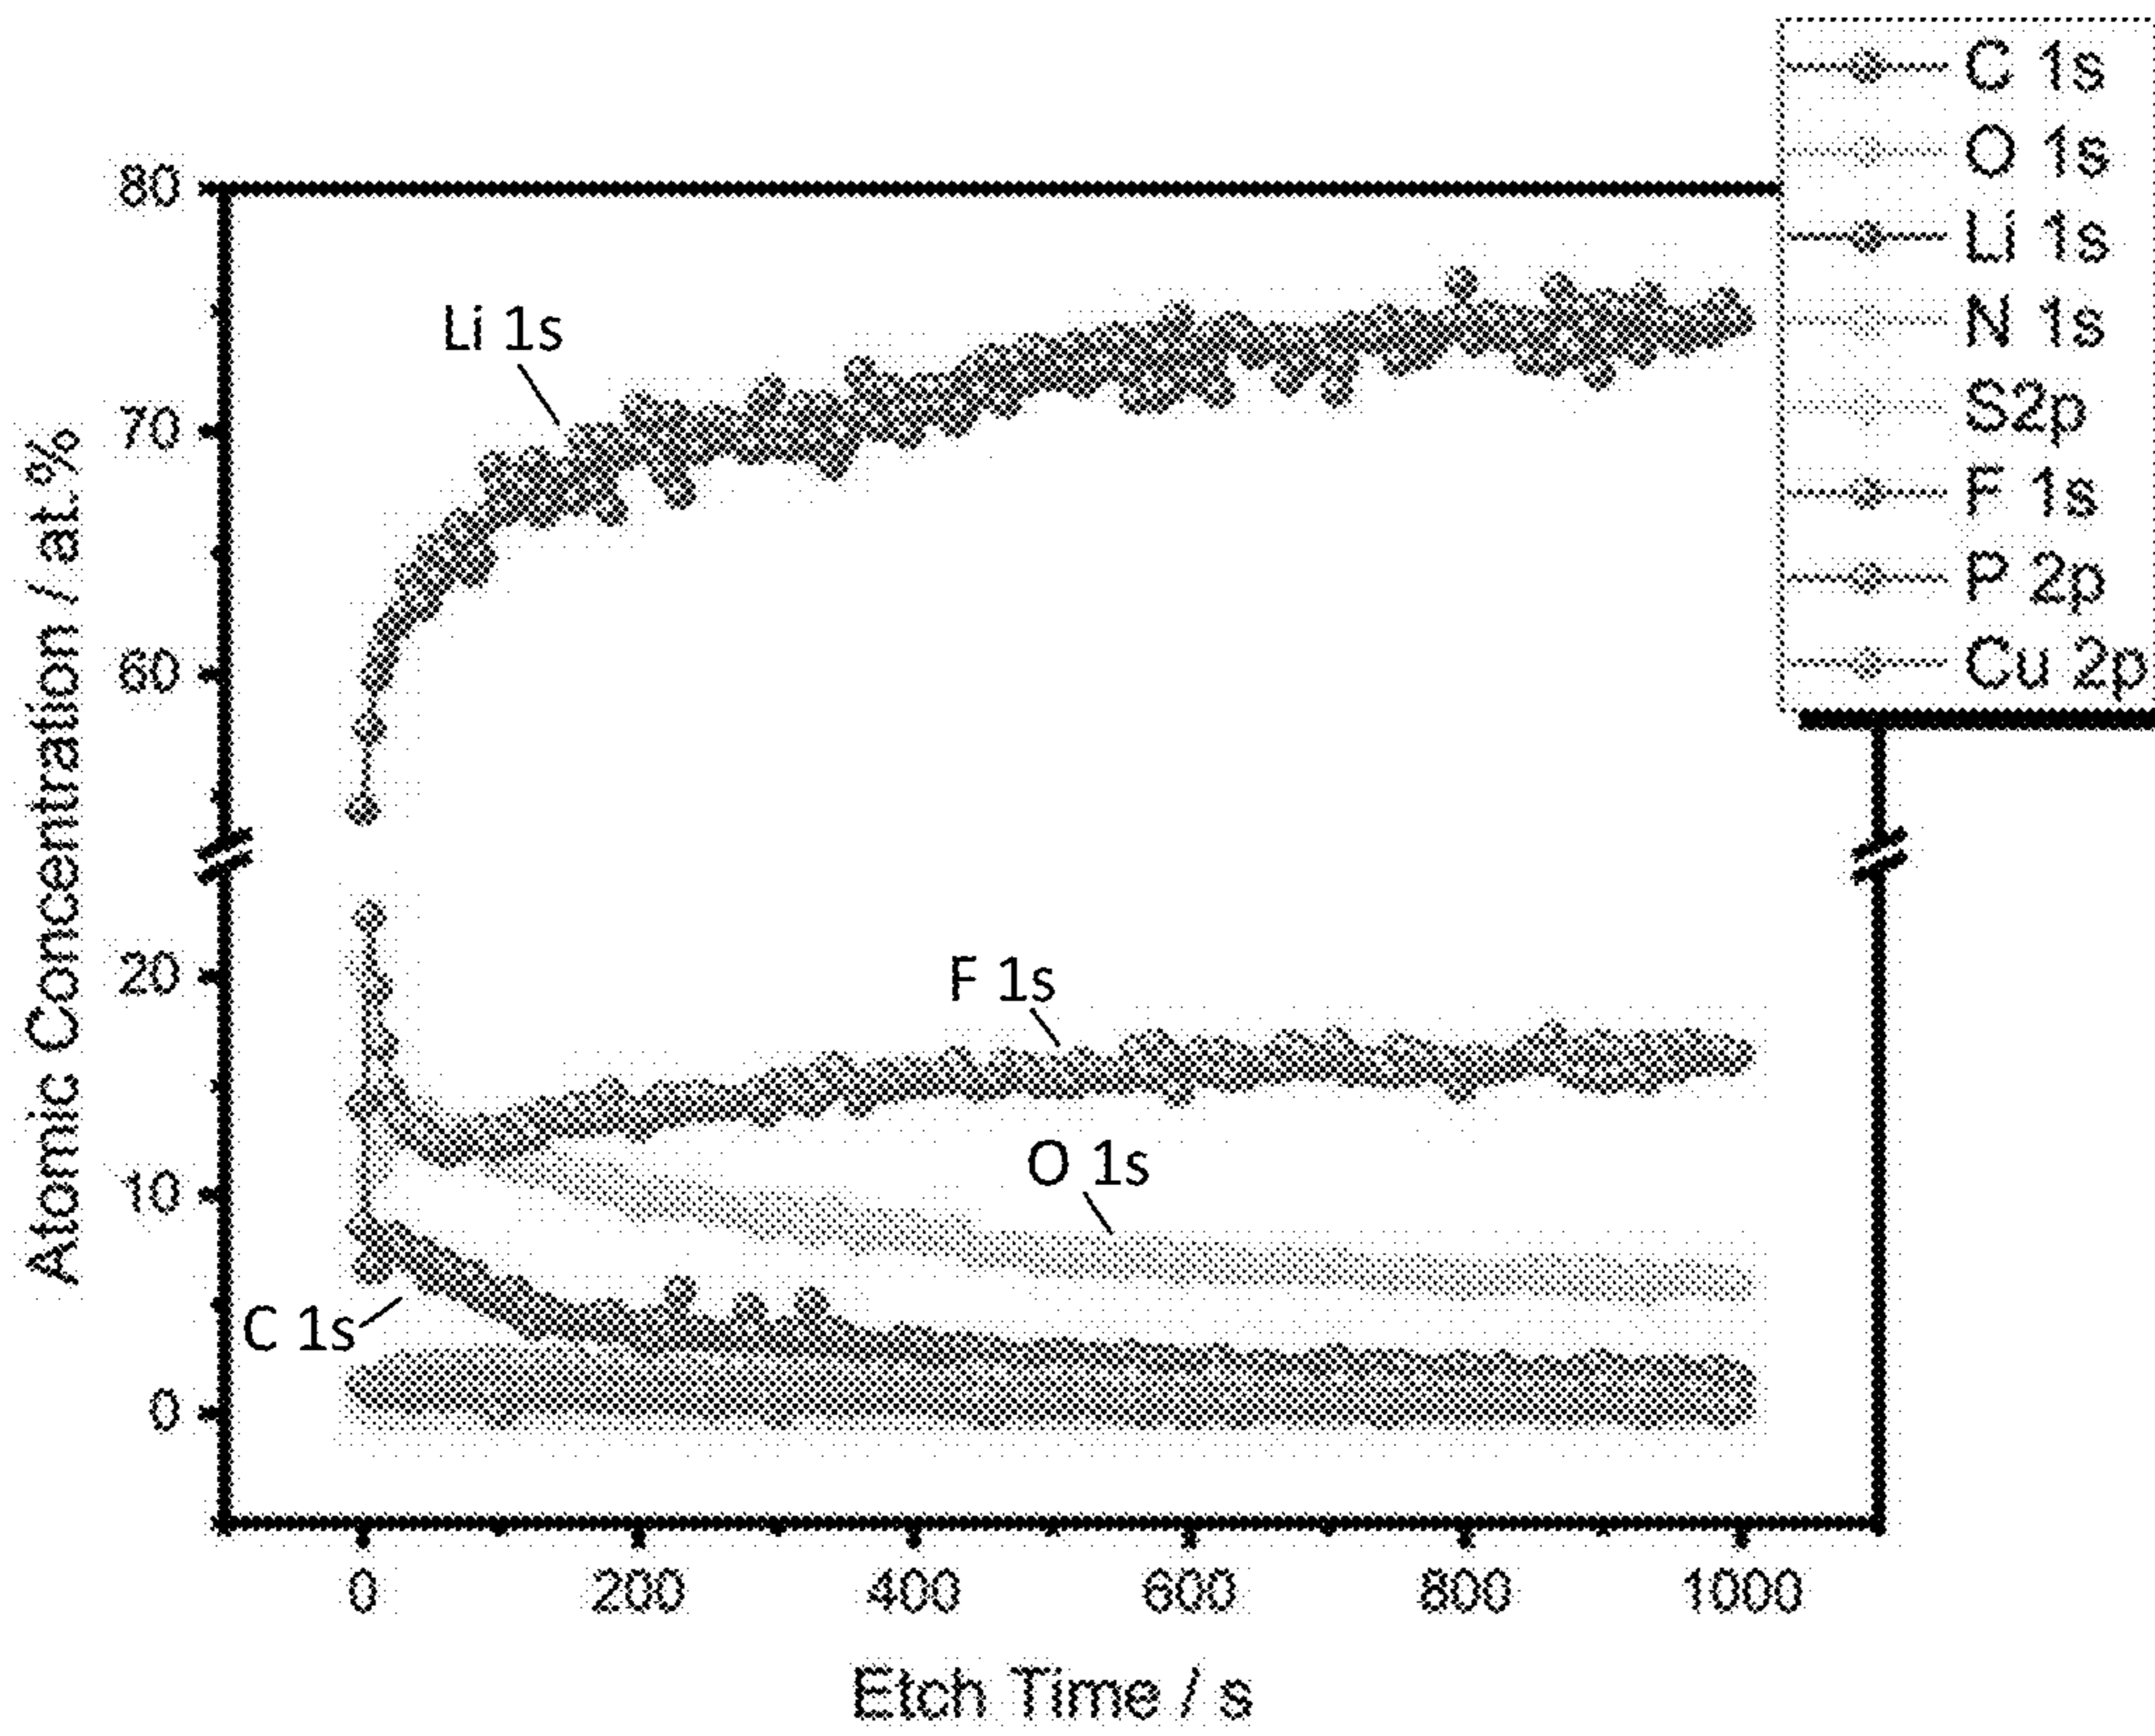 C 1s
O 1s
Li 1s
N 1s
S2p
F 1s
P 2p
Cu 2p
80
70
60
20
10
0
Atomic Concentration / at.%
Li 1s
F 1s
O 1s
C 1s
0 200 400 600 800 1000
Etch Time / s